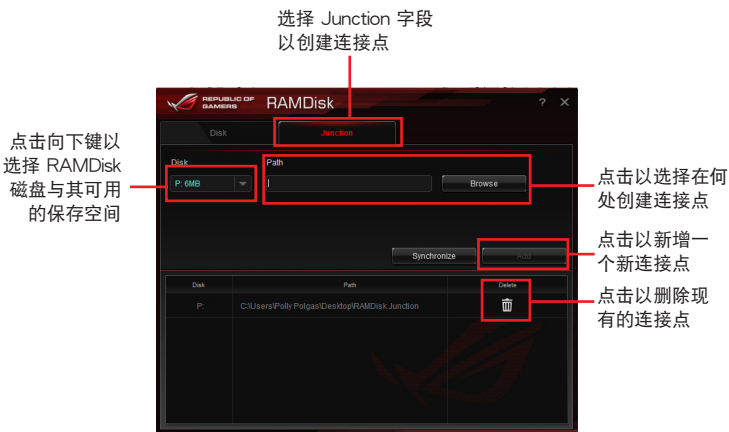 选择 Junction 字段
以创建连接点
REPUBLIC OF
GAMERS
RAMDisk
? ×
Disk
Junction
点击向下键以
选择 RAMDisk
磁盘与其可用
的保存空间
Disk
Path
P: 6MB
Browse
点击以选择在何
处创建连接点
Synchronize
Add
点击以新增一
个新连接点
Disk
Path
Delete
P:
C:\Users\Polly Polgas\Desktop\RAMDisk Junction
点击以删除现
有的连接点